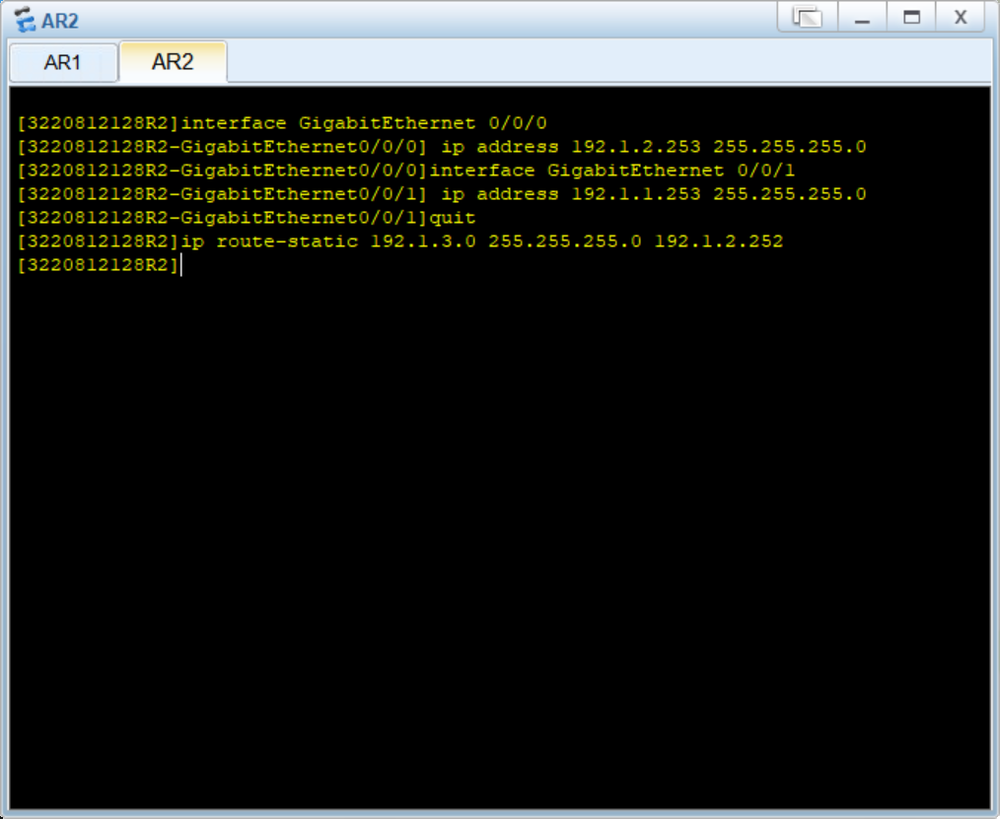 AR2
X
AR1
AR2
[3220812128R2]interface GigabitEthernet 0/0/0
[3220812128R2-GigabitEthernet0/0/0] ip address 192.1.2.253 255.255.255.0
[3220812128R2-GigabitEthernet0/0/0]interface GigabitEthernet 0/0/1
[3220812128R2-GigabitEthernet0/0/1] ip address 192.1.1.253 255.255.255.0
[3220812128R2-GigabitEthernet0/0/1]quit
[3220812128R2]ip route-static 192.1.3.0 255.255.255.0 192.1.2.252
[3220812128R2]